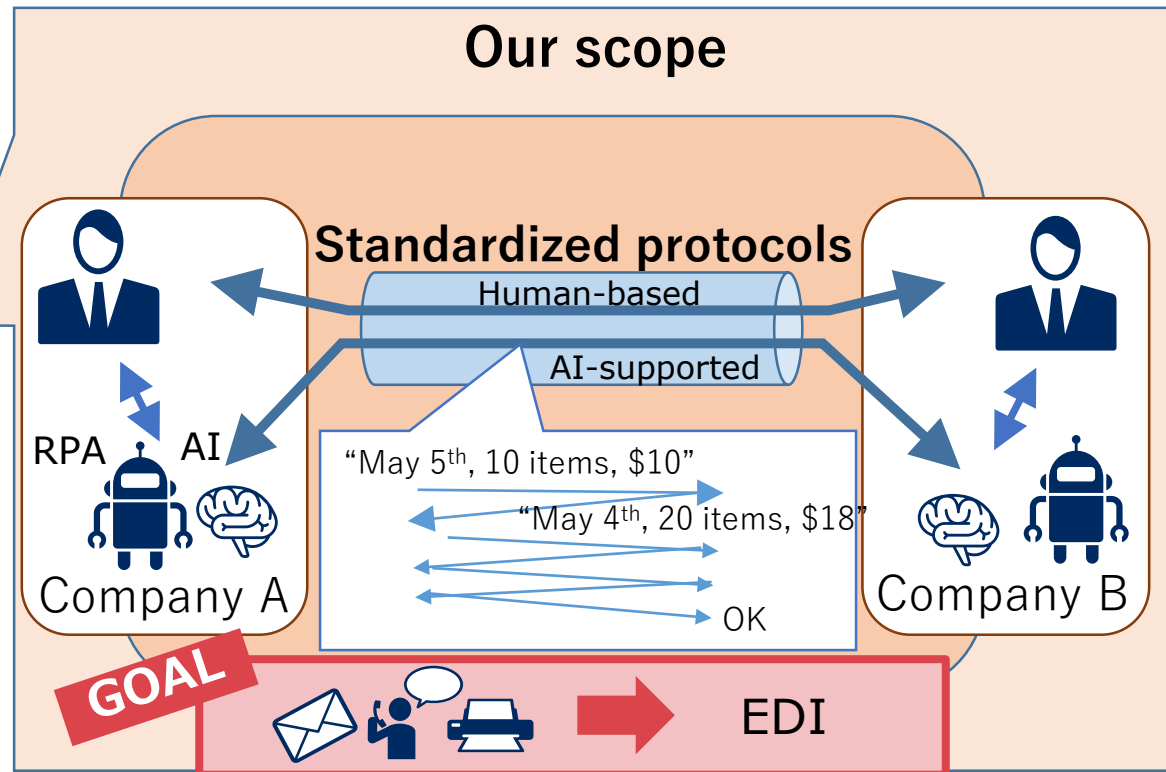 Our scope
Standardized protocols
Human-based
AI-supported
RPA
AI
“May 5th, 10 items, $10”
“May 4th, 20 items, $18”
OK
Company A
Company B
GOAL
EDI